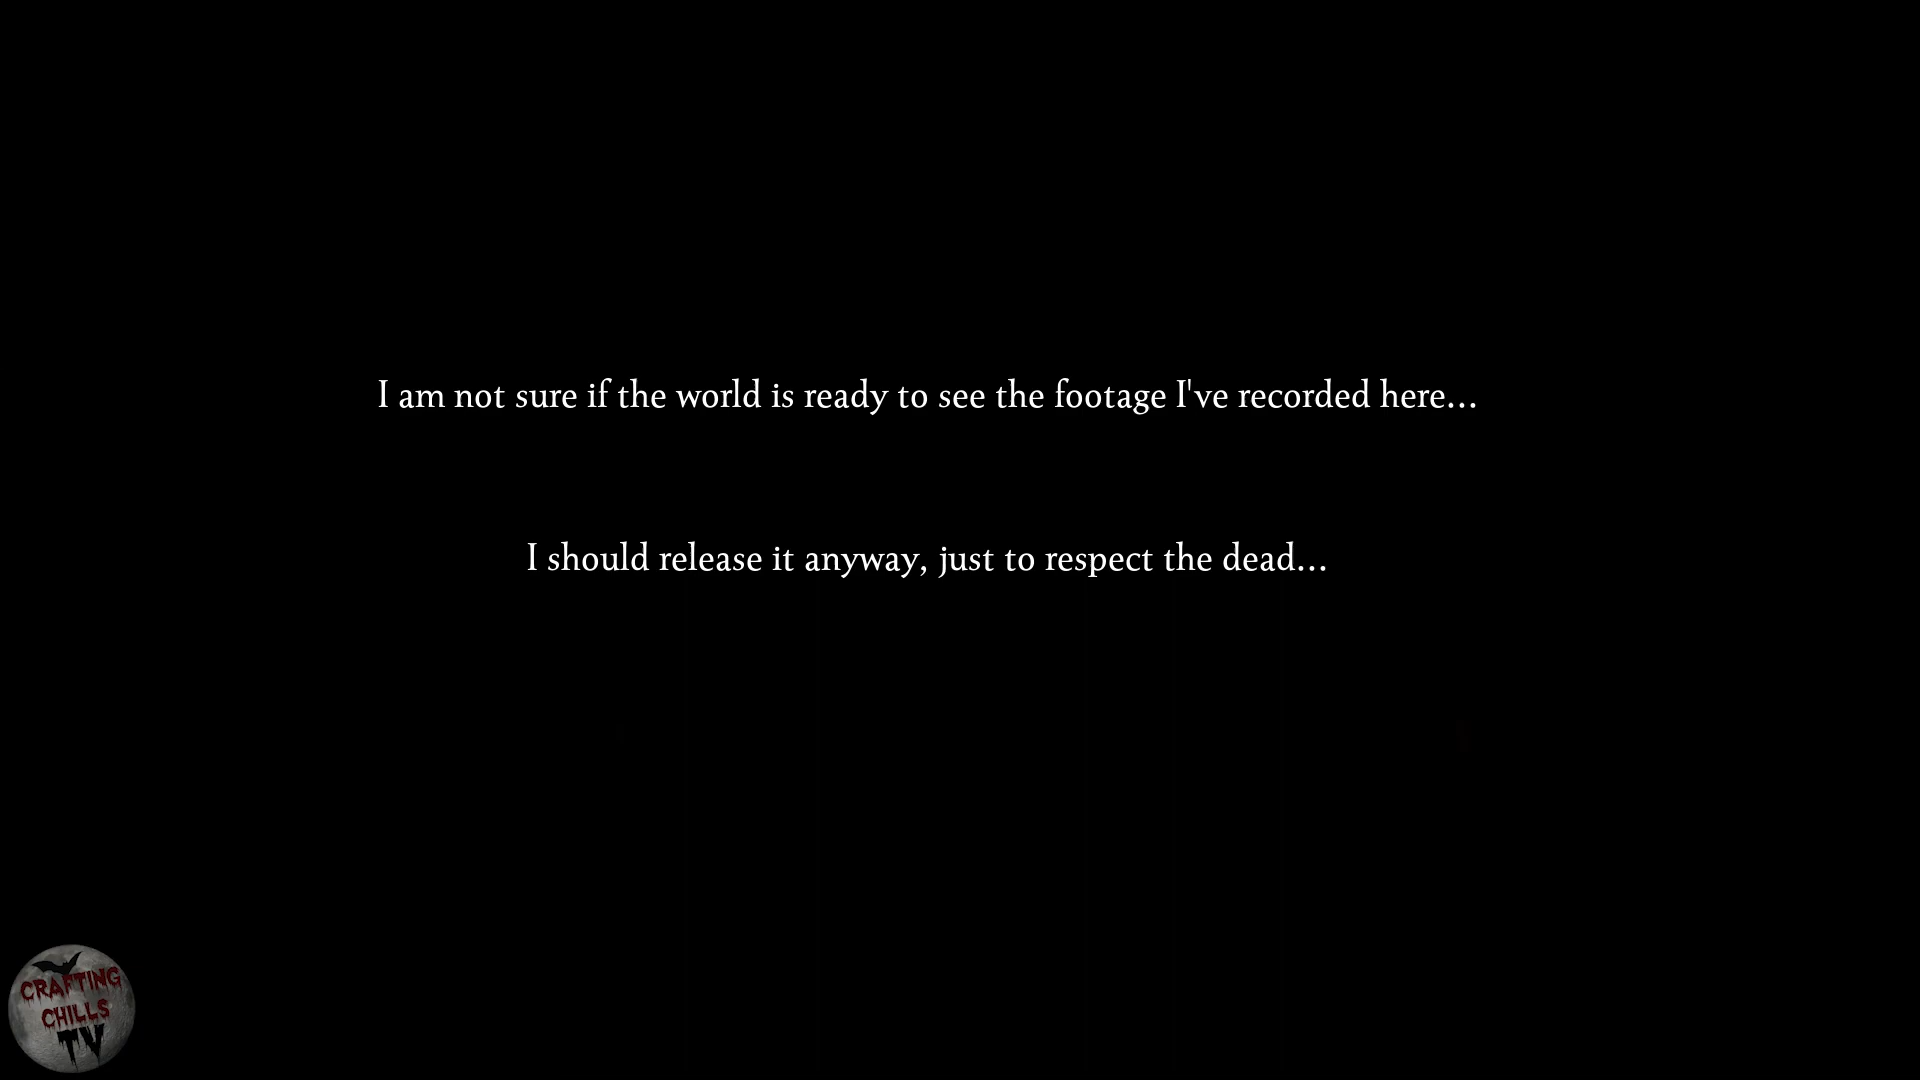 I am not sure if the world is ready to see the footage I've recorded here...
I should release it anyway, just to respect the dead...
CRAFTING
CHILLS
TV